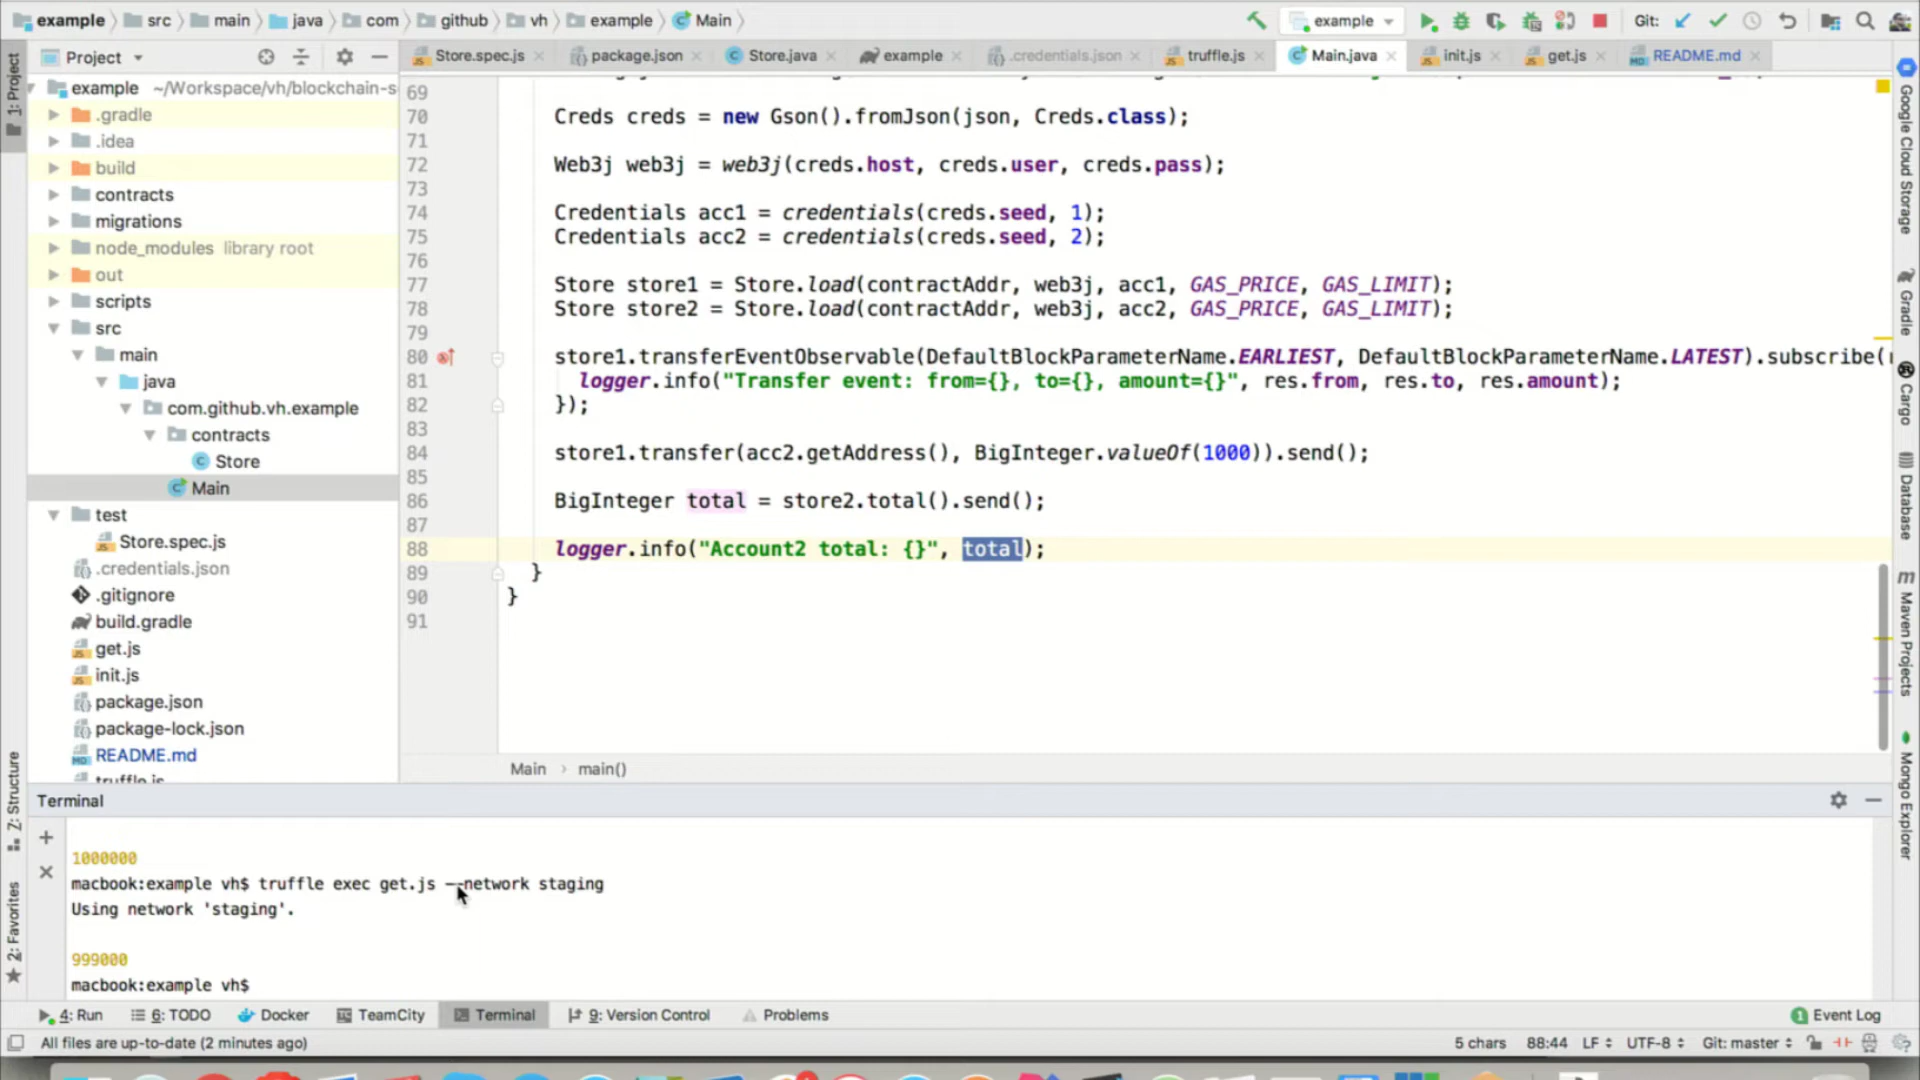 example
src
main
java
com
github
vh
example
Main
example
Git:
1: Project
Project
Store.spec.js
package.json
Store.java
example
.credentials.json
truffle.js
Main.java
init.js
get.js
README.md
example ~/Workspace/vh/blockchain-s
.gradle
.idea
build
contracts
migrations
node_modules library root
out
scripts
src
main
java
com.github.vh.example
contracts
Store
Main
test
Store.spec.js
.credentials.json
.gitignore
build.gradle
get.js
init.js
package.json
package-lock.json
README.md
truffle.js
69
70 Creds creds = new Gson().fromJson(json, Creds.class);
71
72 Web3j web3j = web3j(creds.host, creds.user, creds.pass);
73
74 Credentials acc1 = credentials(creds.seed, 1);
75 Credentials acc2 = credentials(creds.seed, 2);
76
77 Store store1 = Store.load(contractAddr, web3j, acc1, GAS_PRICE, GAS_LIMIT);
78 Store store2 = Store.load(contractAddr, web3j, acc2, GAS_PRICE, GAS_LIMIT);
79
80 store1.transferEventObservable(DefaultBlockParameterName.EARLIEST, DefaultBlockParameterName.LATEST).subscribe(
81 logger.info("Transfer event: from={}, to={}, amount={}", res.from, res.to, res.amount);
82 });
83
84 store1.transfer(acc2.getAddress(), BigInteger.valueOf(1000)).send();
85
86 BigInteger total = store2.total().send();
87
88 logger.info("Account2 total: {}", total);
89 }
90 }
91
Main › main()
Google Cloud Storage
Gradle
Cargo
Database
Maven Projects
Mongo Explorer
Z: Structure
2: Favorites
Terminal
1000000
macbook:example vh$ truffle exec get.js --network staging
Using network 'staging'.
999000
macbook:example vh$
4: Run
6: TODO
Docker
TeamCity
Terminal
9: Version Control
Problems
1 Event Log
All files are up-to-date (2 minutes ago)
5 chars
88:44
LF
UTF-8
Git: master